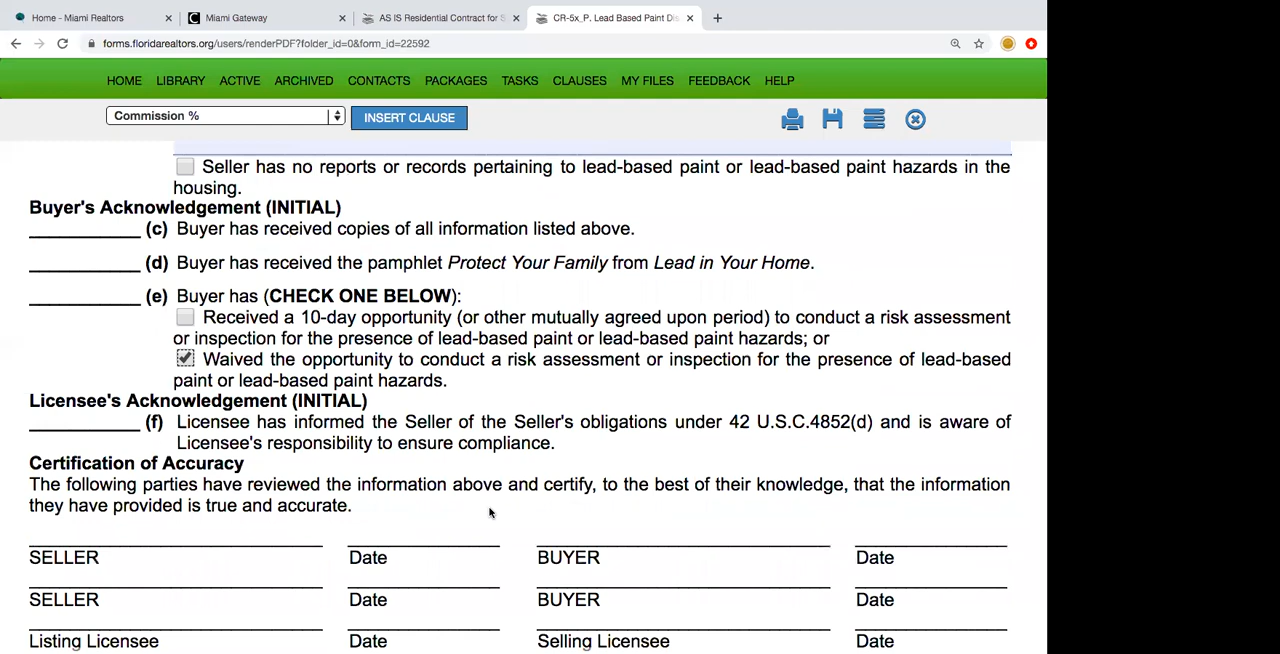 Home - Miami Realtors
Miami Gateway
AS IS Residential Contract for S
CR-5x_P. Lead Based Paint Di
forms.floridarealtors.org/users/renderPDF?folder_id=0&form_id=22592
HOME LIBRARY ACTIVE ARCHIVED CONTACTS PACKAGES TASKS CLAUSES MY FILES FEEDBACK HELP
Commission % INSERT CLAUSE
Seller has no reports or records pertaining to lead-based paint or lead-based paint hazards in the
housing.
Buyer's Acknowledgement (INITIAL)
___________ (c) Buyer has received copies of all information listed above.
___________ (d) Buyer has received the pamphlet Protect Your Family from Lead in Your Home.
___________ (e) Buyer has (CHECK ONE BELOW):
Received a 10-day opportunity (or other mutually agreed upon period) to conduct a risk assessment
or inspection for the presence of lead-based paint or lead-based paint hazards; or
Waived the opportunity to conduct a risk assessment or inspection for the presence of lead-based
paint or lead-based paint hazards.
Licensee's Acknowledgement (INITIAL)
___________ (f) Licensee has informed the Seller of the Seller's obligations under 42 U.S.C.4852(d) and is aware of
Licensee's responsibility to ensure compliance.
Certification of Accuracy
The following parties have reviewed the information above and certify, to the best of their knowledge, that the information
they have provided is true and accurate.
SELLER Date BUYER Date
SELLER Date BUYER Date
Listing Licensee Date Selling Licensee Date